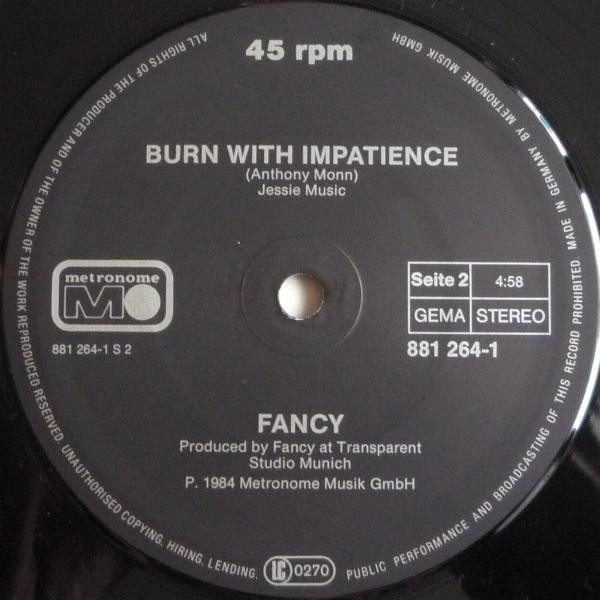 45 rpm
BURN WITH IMPATIENCE
(Anthony Monn)
Jessie Music
metronome
M
881 264-1 S 2
Seite 2
4:58
GEMA
STEREO
881 264-1
FANCY
Produced by Fancy at Transparent
Studio Munich
P. 1984 Metronome Musik GmbH
ALL RIGHTS OF THE PRODUCER AND OF THE OWNER OF THE WORK REPRODUCED RESERVED. UNAUTHORISED COPYING. HIRING, LENDING. LC 0270 PUBLIC PERFORMANCE AND BROADCASTING OF THIS RECORD PROHIBITED. MADE IN GERMANY BY METRONOME MUSIK GMBH